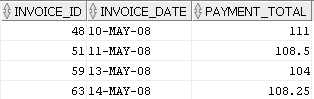 INVOICE_ID INVOICE_DATE PAYMENT_TOTAL
48 10-MAY-08 111
51 11-MAY-08 108.5
59 13-MAY-08 104
63 14-MAY-08 108.25